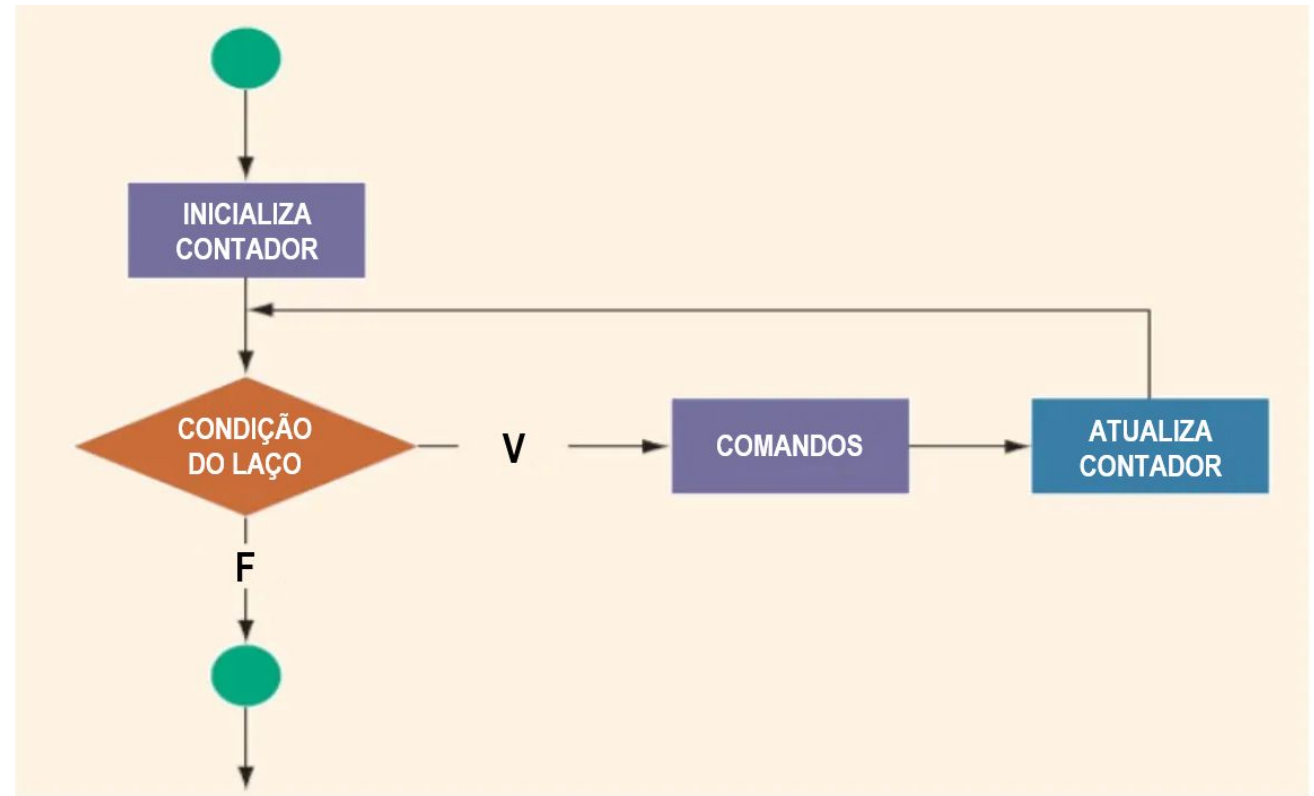 INICIALIZA
CONTADOR
CONDIÇÃO
DO LAÇO
V
COMANDOS
ATUALIZA
CONTADOR
F